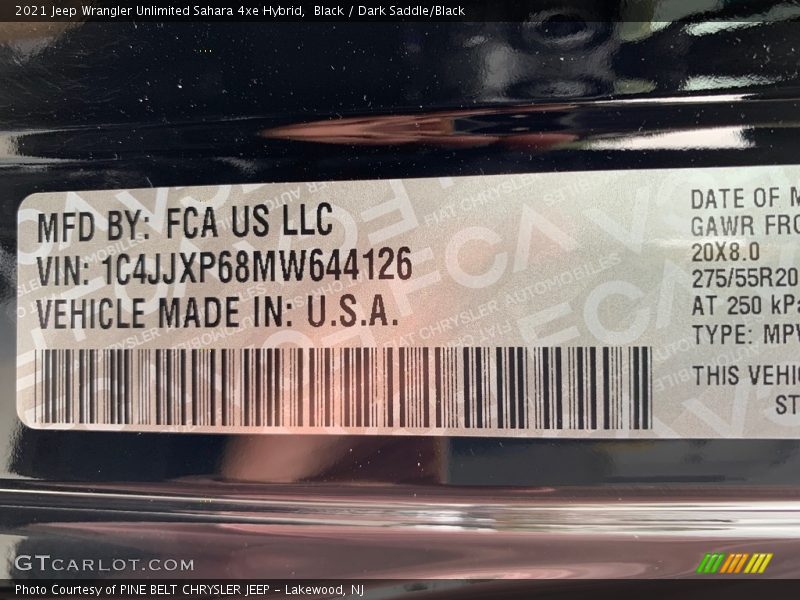 2021 Jeep Wrangler Unlimited Sahara 4xe Hybrid,  Black / Dark Saddle/Black
MFD BY: FCA US LLC
VIN: 1C4JJXP68MW644126
VEHICLE MADE IN: U.S.A.
DATE OF M
GAWR FRO
20X8.0
275/55R20
AT 250 kPa
TYPE: MPV
THIS VEHIC
ST
GTCARLOT.COM
Photo Courtesy of PINE BELT CHRYSLER JEEP - Lakewood, NJ